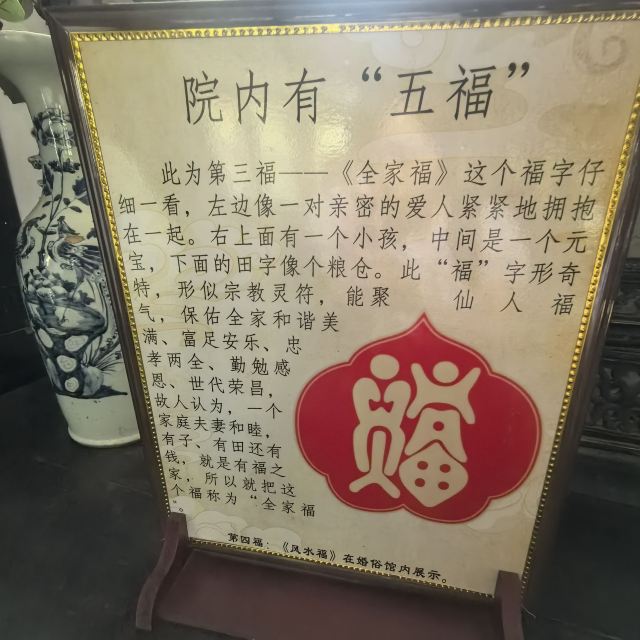 院内有“五福”
此为第三福——《全家福》这个福字仔
细一看，左边像一对亲密的爱人紧紧地拥抱
在一起。右上面有一个小孩，中间是一个元
宝，下面的田字像个粮仓。此“福”字形奇
特，形似宗教灵符，能聚仙人福
气，保佑全家和谐美
满、富足安乐、忠
孝两全、勤勉感
恩、世代荣昌，
故人认为，一个
家庭夫妻和睦，
有子、有田还有
钱，就是有福之
家，所以就把这
个福称为“全家福
”。
第四福：《风水福》在婚俗馆内展示。